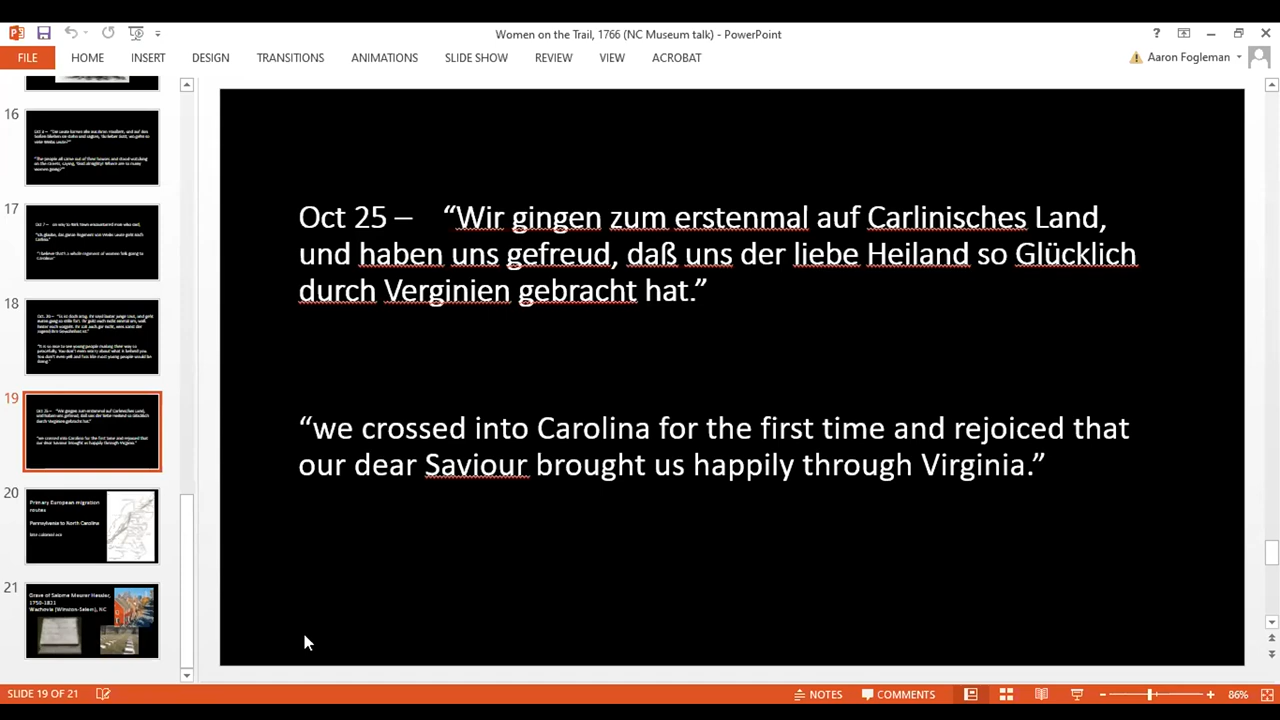 Women on the Trail, 1766 (NC Museum talk) - PowerPoint
?
FILE
HOME
INSERT
DESIGN
TRANSITIONS
ANIMATIONS
SLIDE SHOW
REVIEW
VIEW
ACROBAT
Aaron Fogleman
16
17
18
19
20
Primary European migration
routes
Pennsylvania to North Carolina
21
Grave of Salome Meurer Hessler,
1750-1821
Wachovia (Winston-Salem), NC
Oct 25 – “Wir gingen zum erstenmal auf Carlinisches Land,
und haben uns gefreud, daß uns der liebe Heiland so Glücklich
durch Verginien gebracht hat.”
“we crossed into Carolina for the first time and rejoiced that
our dear Saviour brought us happily through Virginia.”
SLIDE 19 OF 21
NOTES
COMMENTS
86%